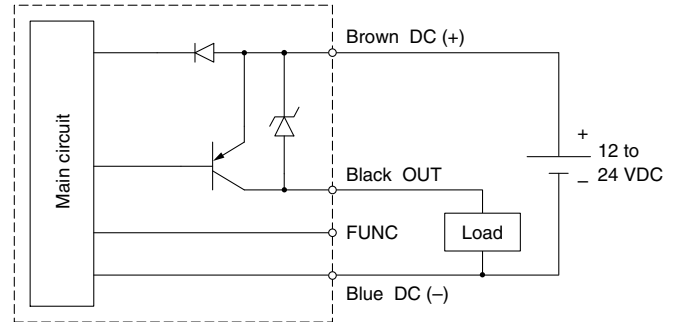 Main circuit
Brown DC (+)
+
12 to
– 24 VDC
Black OUT
FUNC
Load
Blue DC (–)